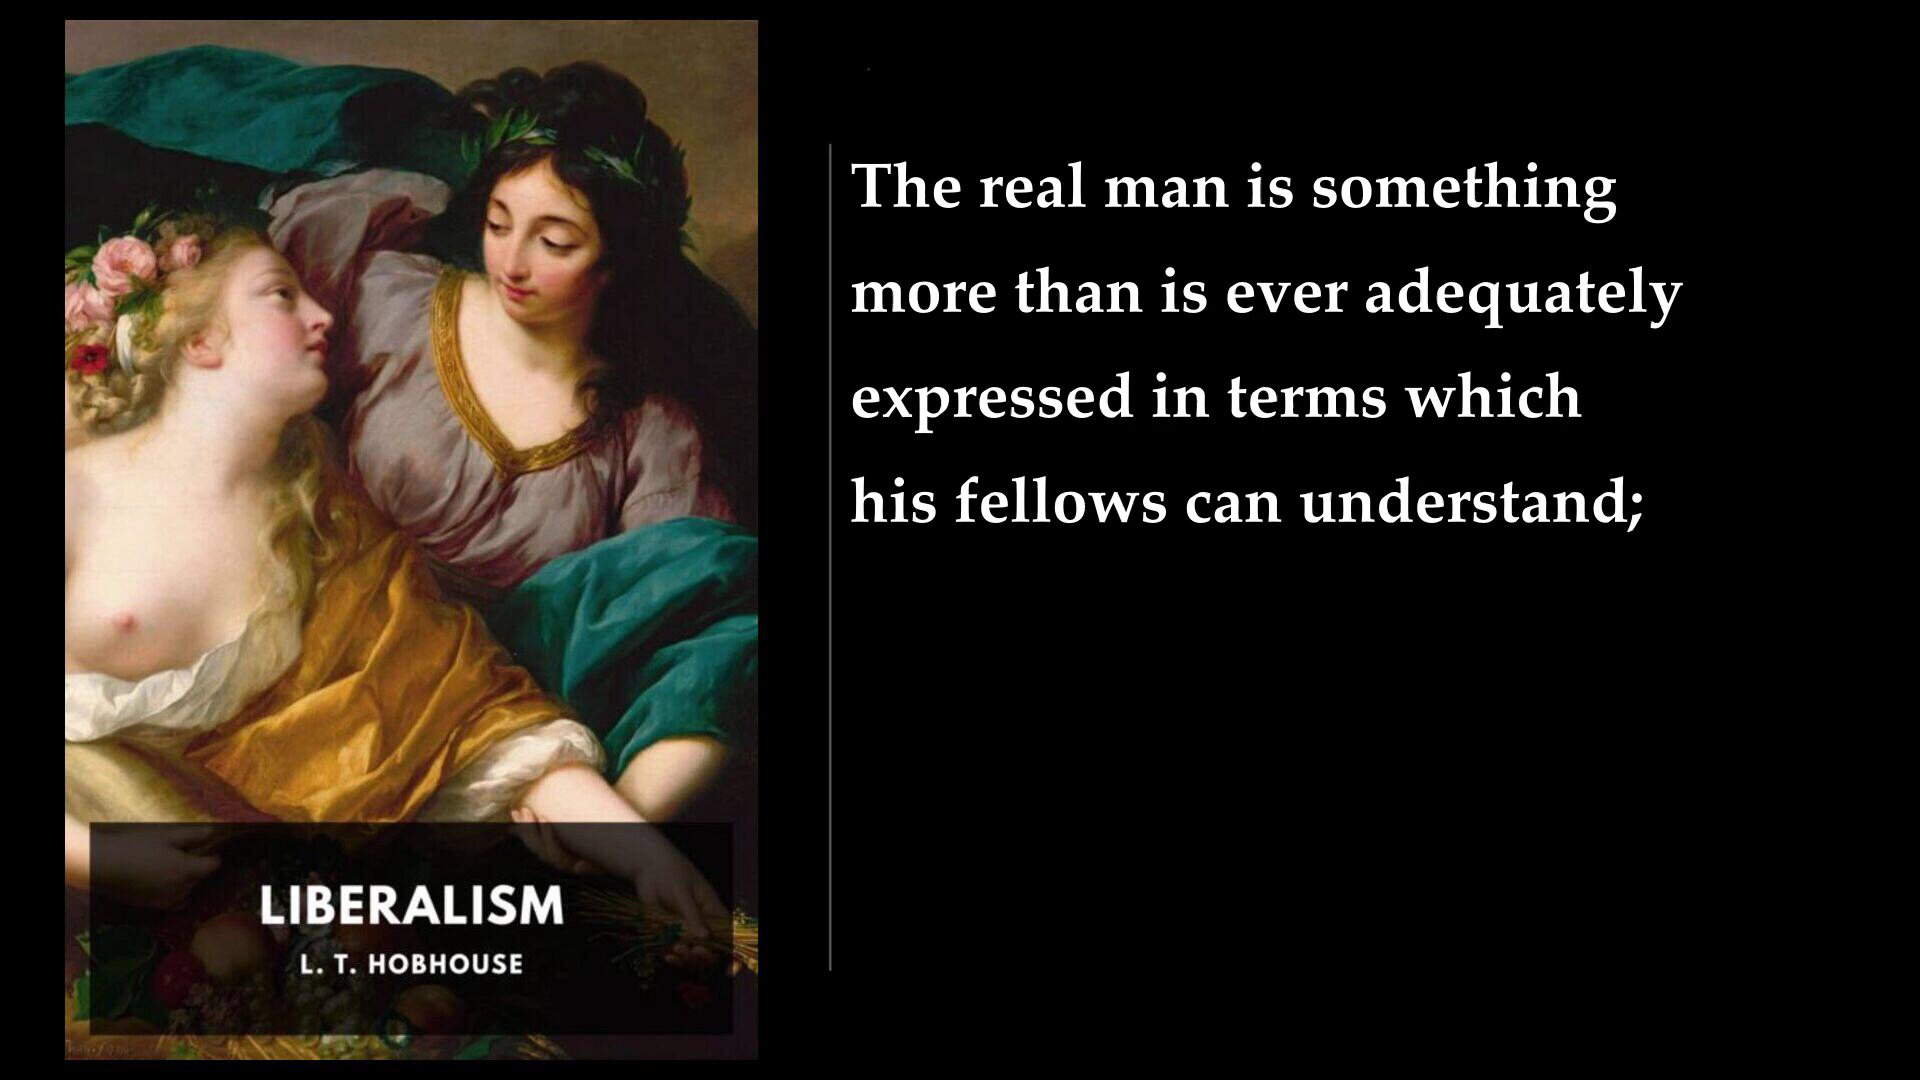 The real man is something
more than is ever adequately
expressed in terms which
his fellows can understand;
LIBERALISM
L. T. HOBHOUSE